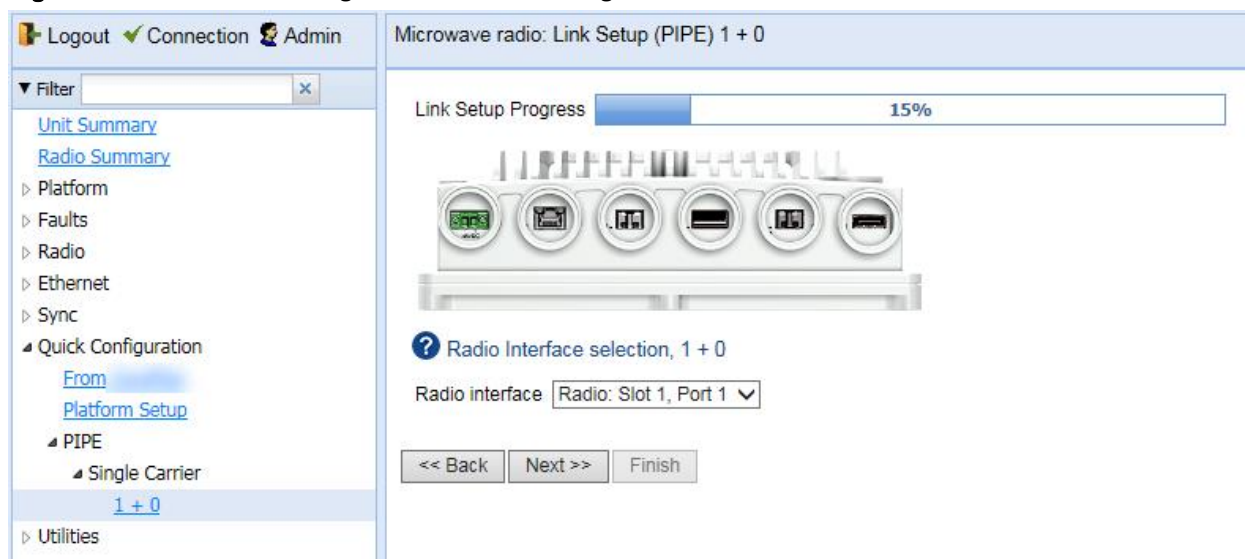 Logout Connection Admin
Filter
Unit Summary
Radio Summary
Platform
Faults
Radio
Ethernet
Sync
Quick Configuration
From
Platform Setup
PIPE
Single Carrier
1 + 0
Utilities
Microwave radio: Link Setup (PIPE) 1 + 0
Link Setup Progress 15%
Radio Interface selection, 1 + 0
Radio interface Radio: Slot 1, Port 1
<< Back Next >> Finish